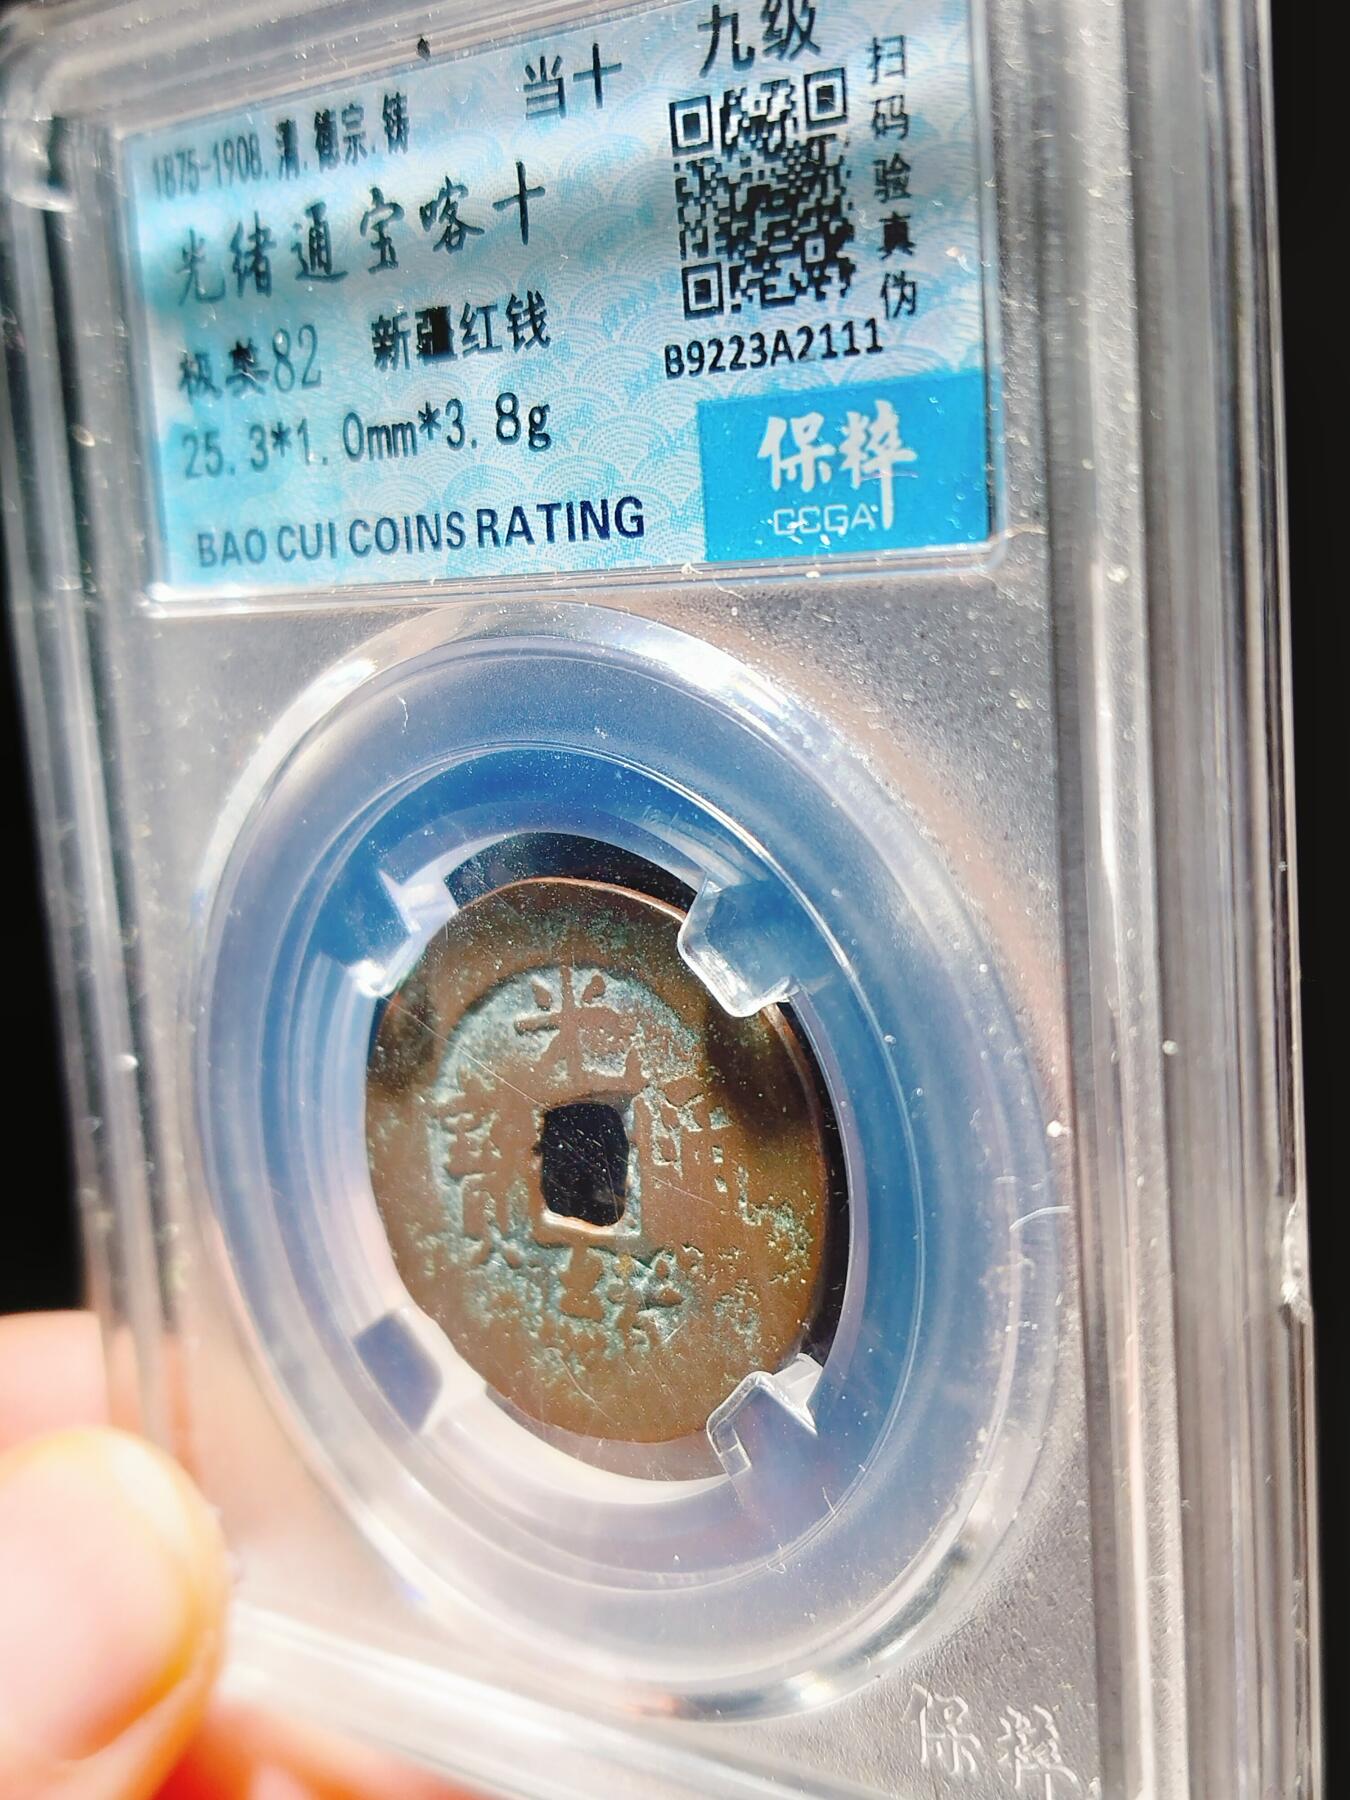 当十 九级
1875-1908.清.德宗.铸
光绪通宝喀十
极美82 新疆红钱
25.3*1.0mm*3.8g
BAO CUI COINS RATING
扫码验真伪
B9223A2111
保粹
CCGA
光
緒
通
寶
保粹